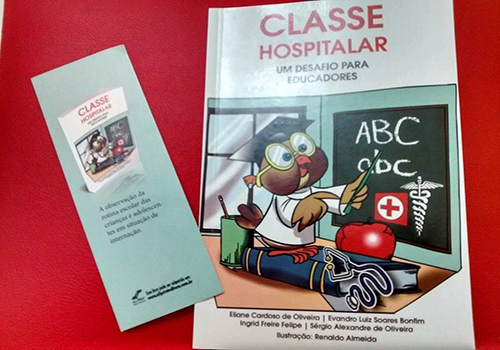 CLASSE
HOSPITALAR
UM DESAFIO PARA
EDUCADORES
ABC
Eliane Cardoso de Oliveira | Evandro Luiz Soares Bonfim
Ingrid Freire Felipe | Sérgio Alexandre de Oliveira
Ilustração: Renaldo Almeida
CLASSE
HOSPITALAR
ABC
A observação da
rotina escolar das
crianças e adolescen-
tes em situação de
internação.